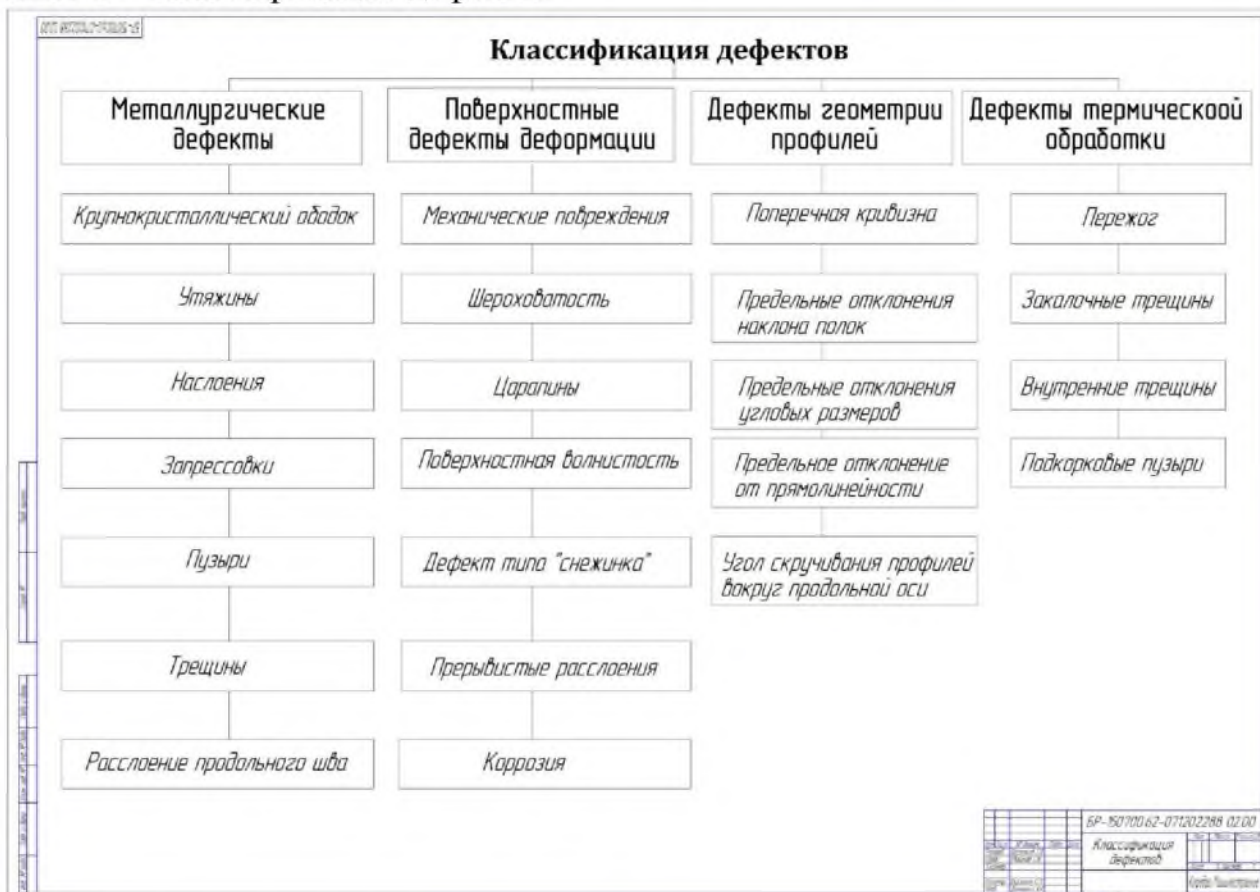 Классификация дефектов
Металлургические
дефекты
Поверхностные
дефекты деформации
Дефекты геометрии
профилей
Дефекты термическоой
обработки
Крупнокристаллический ободок
Утяжины
Наслоения
Запрессовки
Пузыри
Трещины
Расслоение продольного шва
Механические повреждения
Шероховатость
Царапины
Поверхностная волнистость
Дефект типа "снежинка"
Прерывистые расслоения
Коррозия
Поперечная кривизна
Предельные отклонения
наклона полок
Предельные отклонения
угловых размеров
Предельное отклонение
от прямолинейности
Угол скручивания профилей
вокруг продольной оси
Пережог
Закалочные трещины
Внутренние трещины
Подкорковые пузыри
БР-150700.62-071202288 02.00
Классификация
дефектов